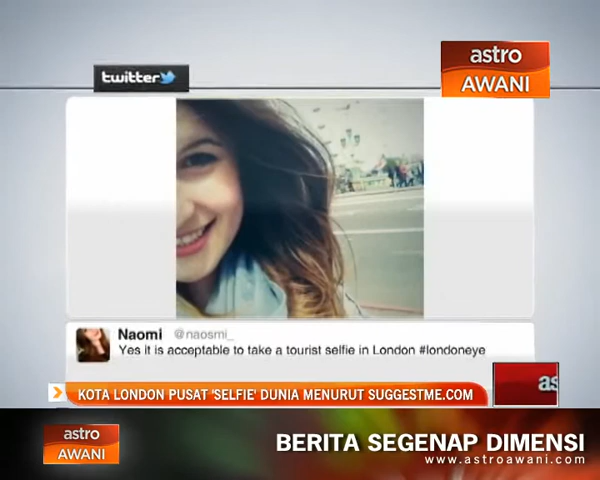 twitter
astro
AWANI
Naomi @naosmi_
Yes it is acceptable to take a tourist selfie in London #londoneye
KOTA LONDON PUSAT 'SELFIE' DUNIA MENURUT SUGGESTME.COM
as
astro
AWANI
BERITA SEGENAP DIMENSI
www.astroawani.com